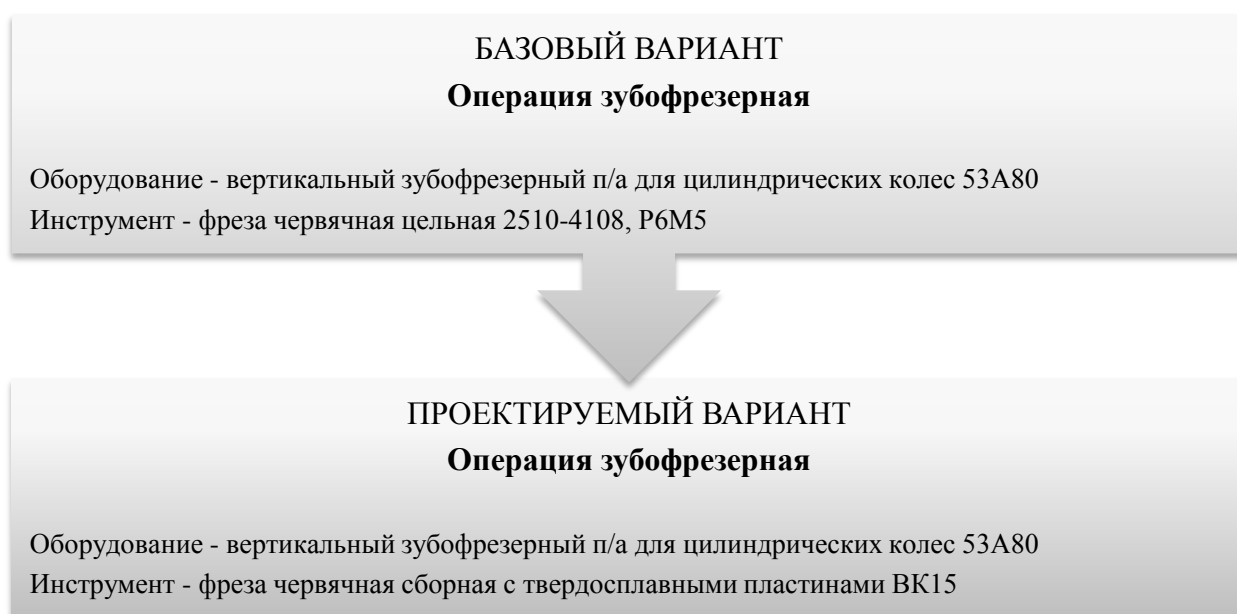 БАЗОВЫЙ ВАРИАНТ
Операция зубофрезерная
Оборудование - вертикальный зубофрезерный п/а для цилиндрических колес 53А80
Инструмент - фреза червячная цельная 2510-4108, Р6М5
ПРОЕКТИРУЕМЫЙ ВАРИАНТ
Операция зубофрезерная
Оборудование - вертикальный зубофрезерный п/а для цилиндрических колес 53А80
Инструмент - фреза червячная сборная с твердосплавными пластинами ВК15